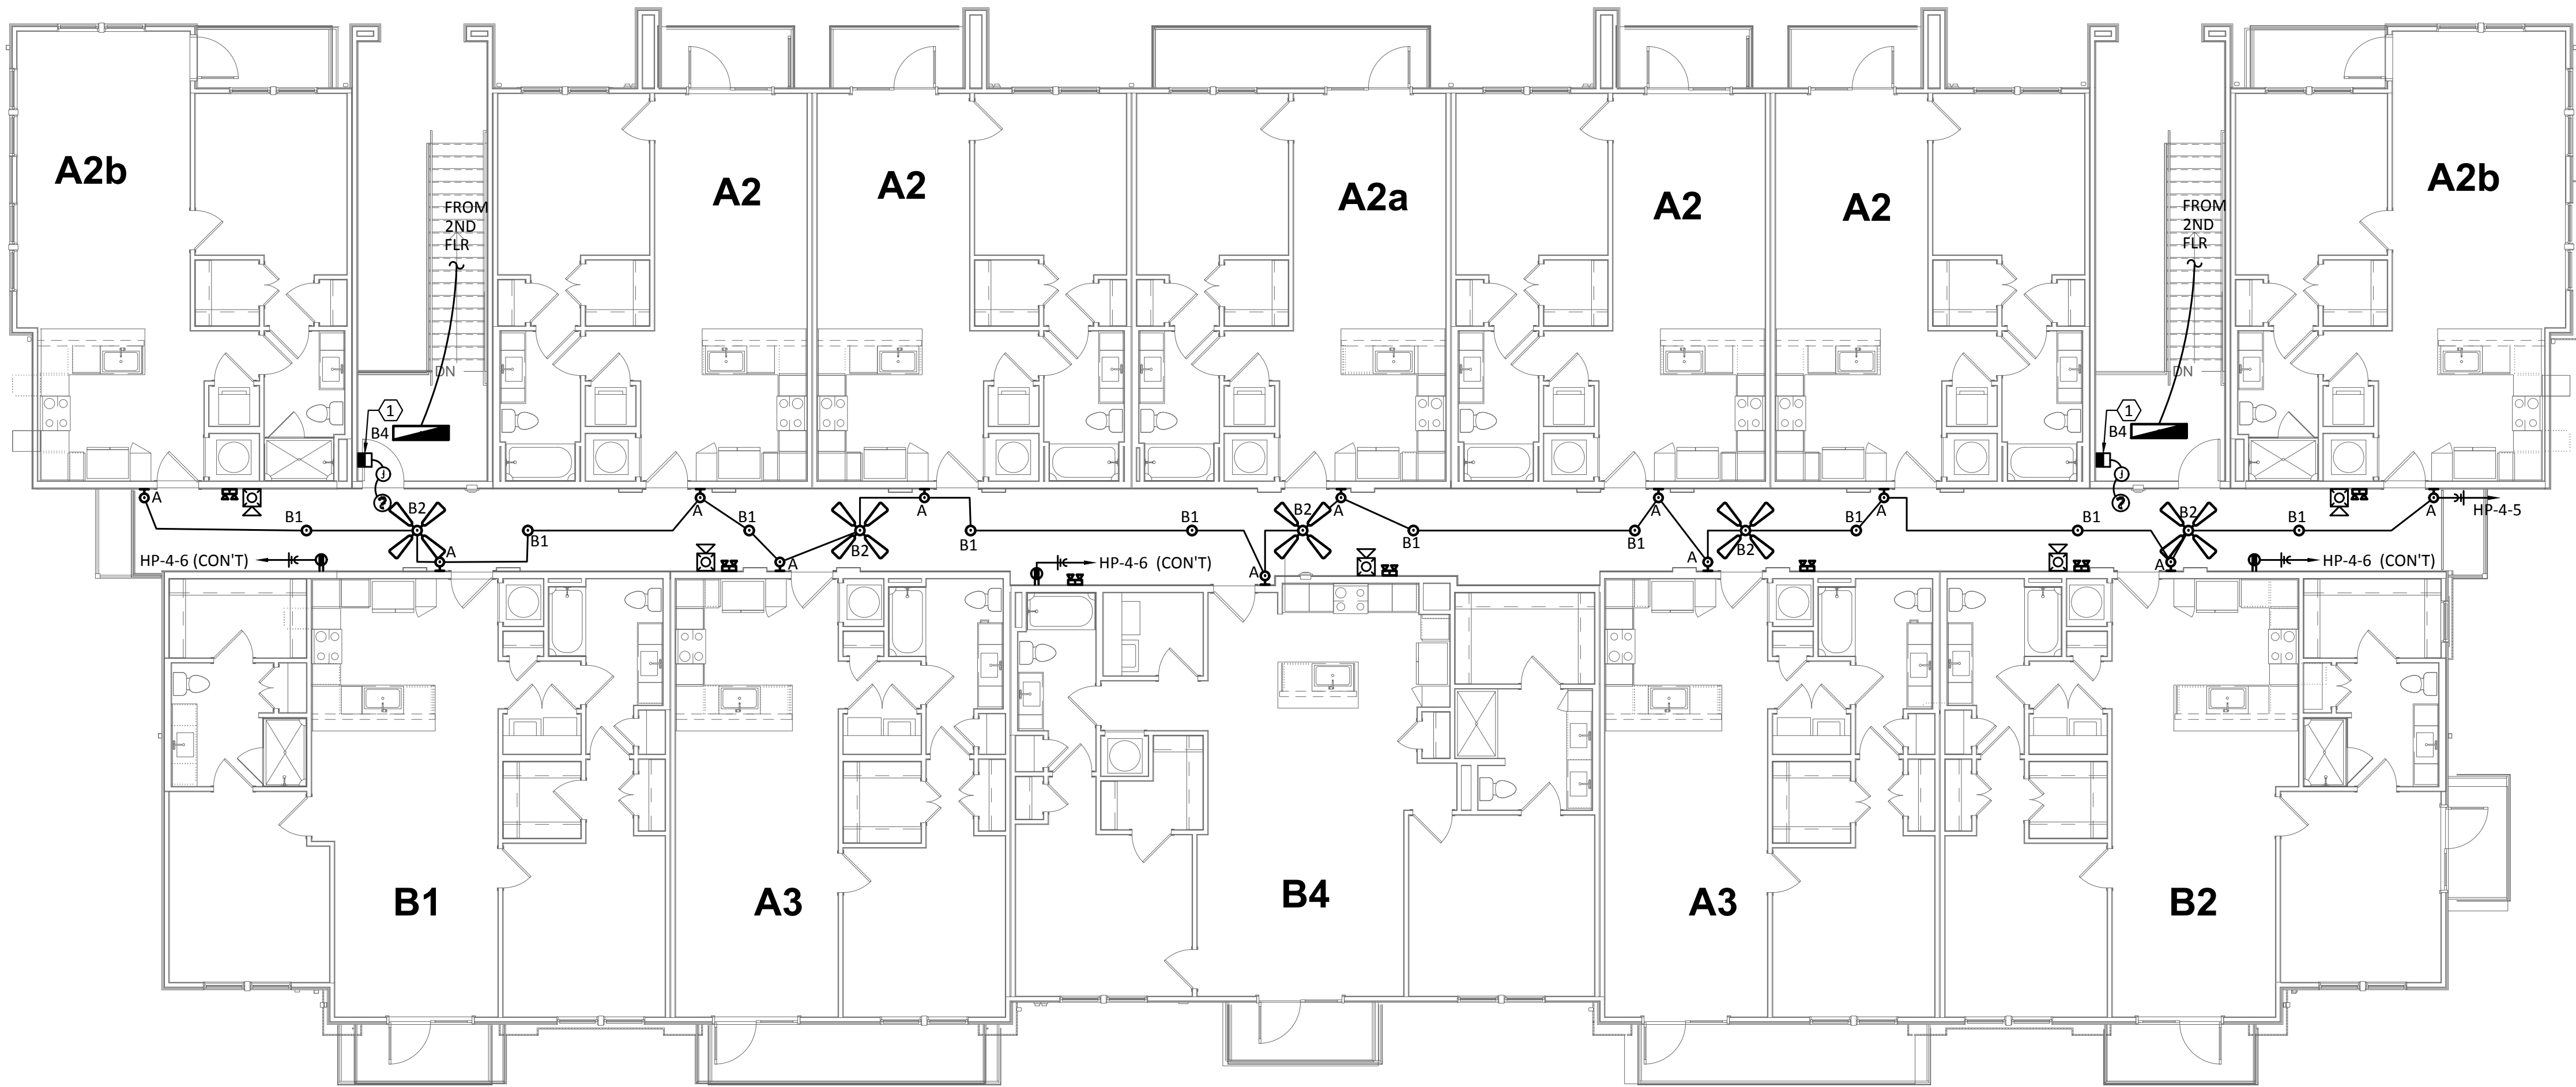 A2b
A2
A2
A2a
A2
A2
A2b
FROM
2ND
FLR
FROM
2ND
FLR
DN
DN
1
B4
1
B4
J
J
A
B1
B2
A
B1
A
B1
A
B2
A
B1
B1
A
B2
A
B1
B1
A
A
B2
B1
A
B1
A
B2
B1
A
HP-4-5
HP-4-6 (CON'T)
HP-4-6 (CON'T)
HP-4-6 (CON'T)
B1
A3
B4
A3
B2